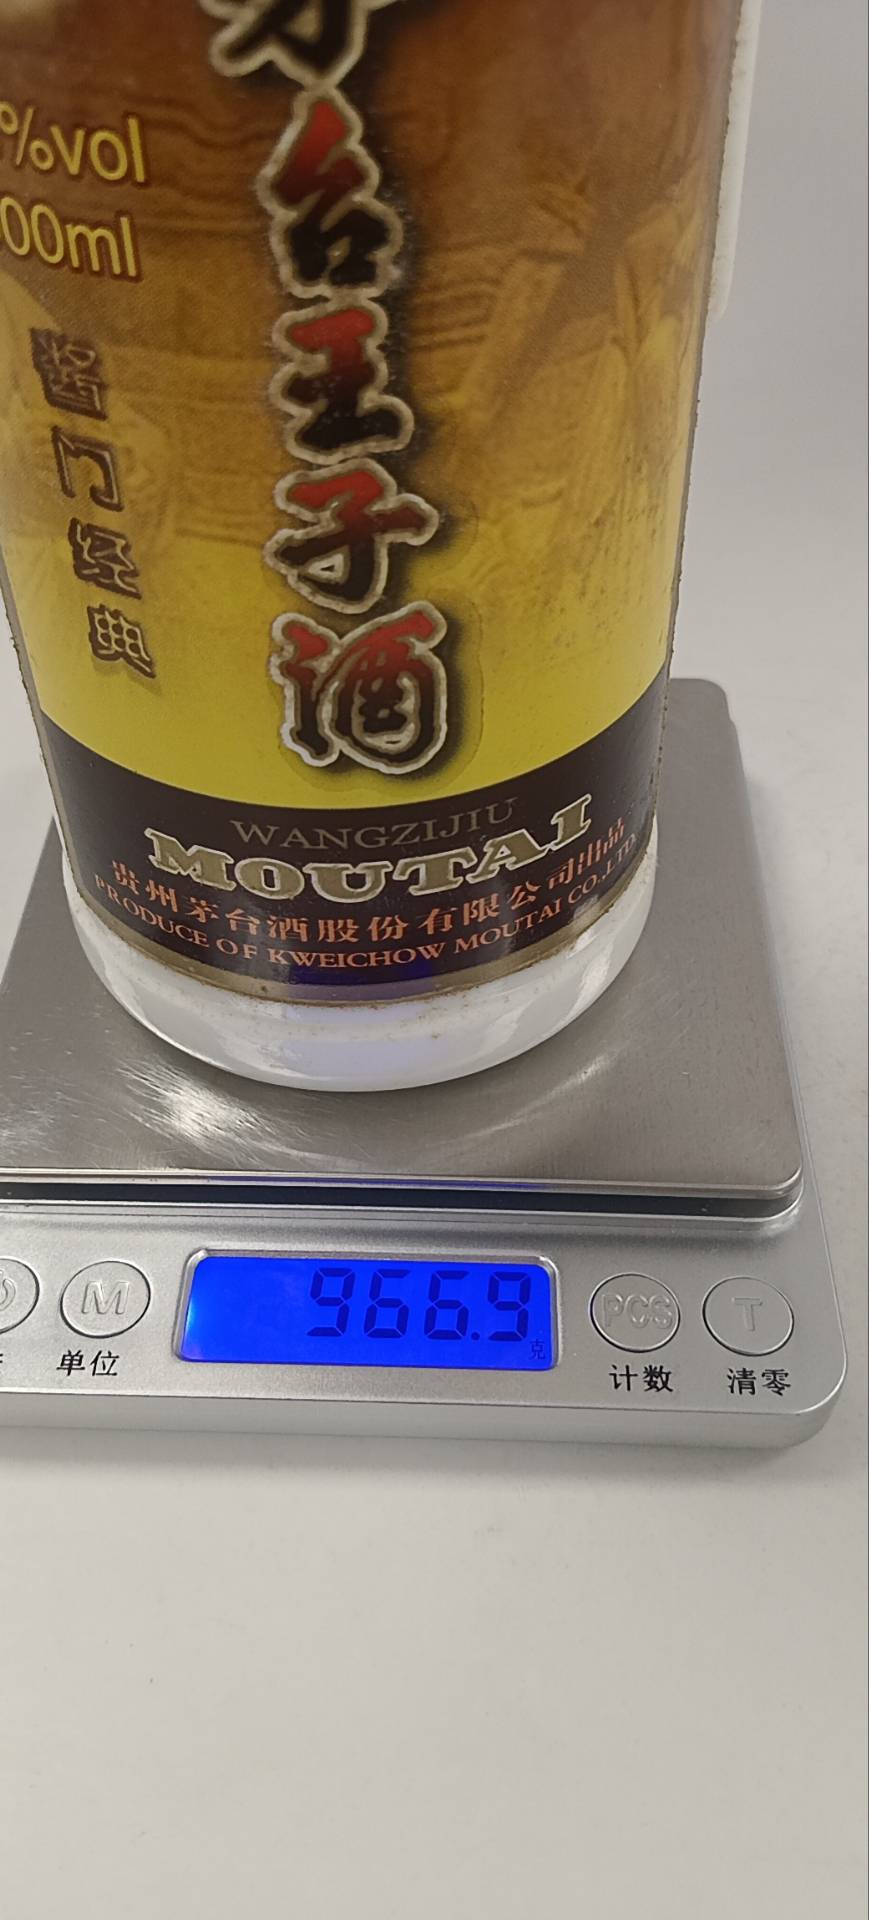 %vol
00ml
茅台王子酒
酱门经典
WANGZIJIU
MOUTAI
贵州茅台酒股份有限公司出品
PRODUCE OF KWEICHOW MOUTAI CO.,LTD.
966.9
克
M
单位
PCS
计数
T
清零